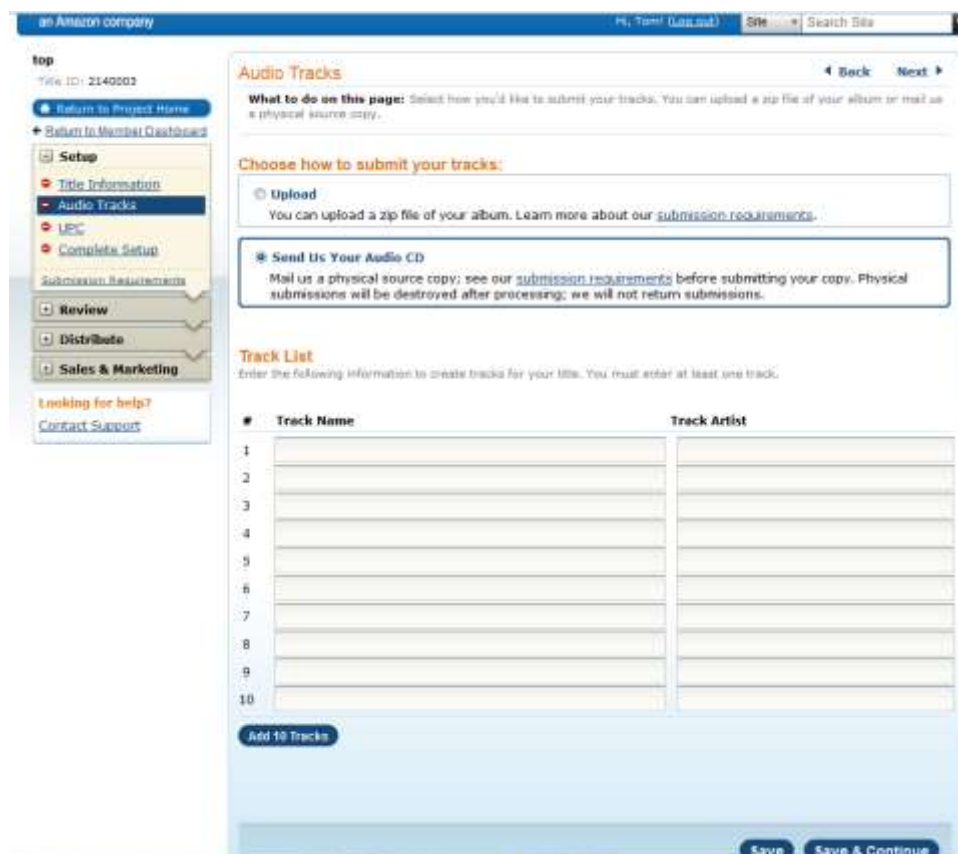 an Amazon company
Hi, Tom! (Log out) Site Search Site
top
Title ID: 2140003
Return to Project Home
Return to Member Dashboard
Setup
Title Information
Audio Tracks
UPC
Complete Setup
Submission Requirements
Review
Distribute
Sales & Marketing
Looking for help?
Contact Support
Audio Tracks
Back Next
What to do on this page: Select how you'd like to submit your tracks. You can upload a zip file of your album or mail us
a physical source copy.
Choose how to submit your tracks:
Upload
You can upload a zip file of your album. Learn more about our submission requirements.
Send Us Your Audio CD
Mail us a physical source copy; see our submission requirements before submitting your copy. Physical
submissions will be destroyed after processing; we will not return submissions.
Track List
Enter the following information to create tracks for your title. You must enter at least one track.
# Track Name Track Artist
1
2
3
4
5
6
7
8
9
10
Add 10 Tracks
Save Save & Continue